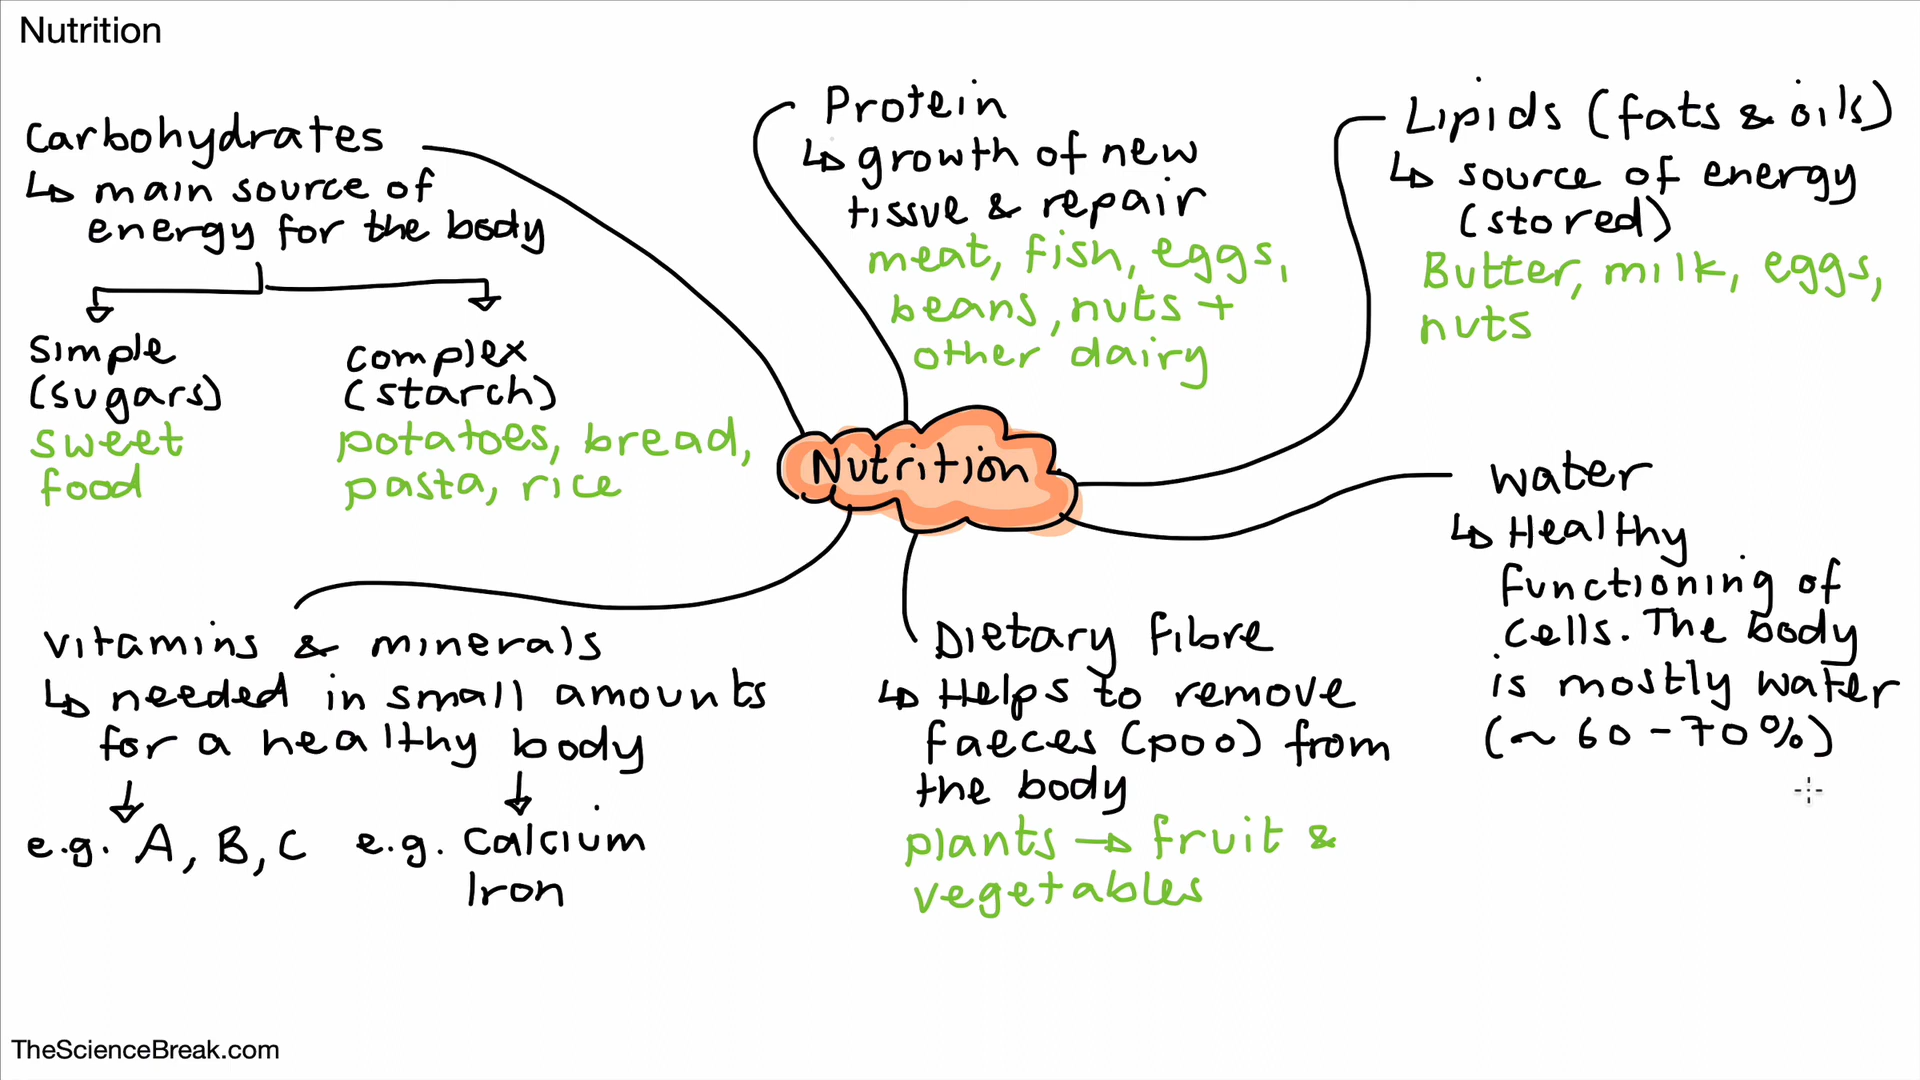 Nutrition
Carbohydrates
↳ main source of
energy for the body
Simple
(sugars)
sweet
food
complex
(starch)
potatoes, bread,
pasta, rice
Protein
↳ growth of new
tissue & repair
meat, fish, eggs,
beans, nuts +
other dairy
Lipids (fats & oils)
↳ source of energy
(stored)
Butter, milk, eggs,
nuts
Nutrition
water
↳ Healthy
functioning of
cells. The body
is mostly water
(~ 60 - 70%)
vitamins & minerals
↳ needed in small amounts
for a healthy body
e.g. A, B, C
e.g. Calcium
Iron
Dietary fibre
↳ Helps to remove
faeces (poo) from
the body
plants → fruit &
vegetables
TheScienceBreak.com